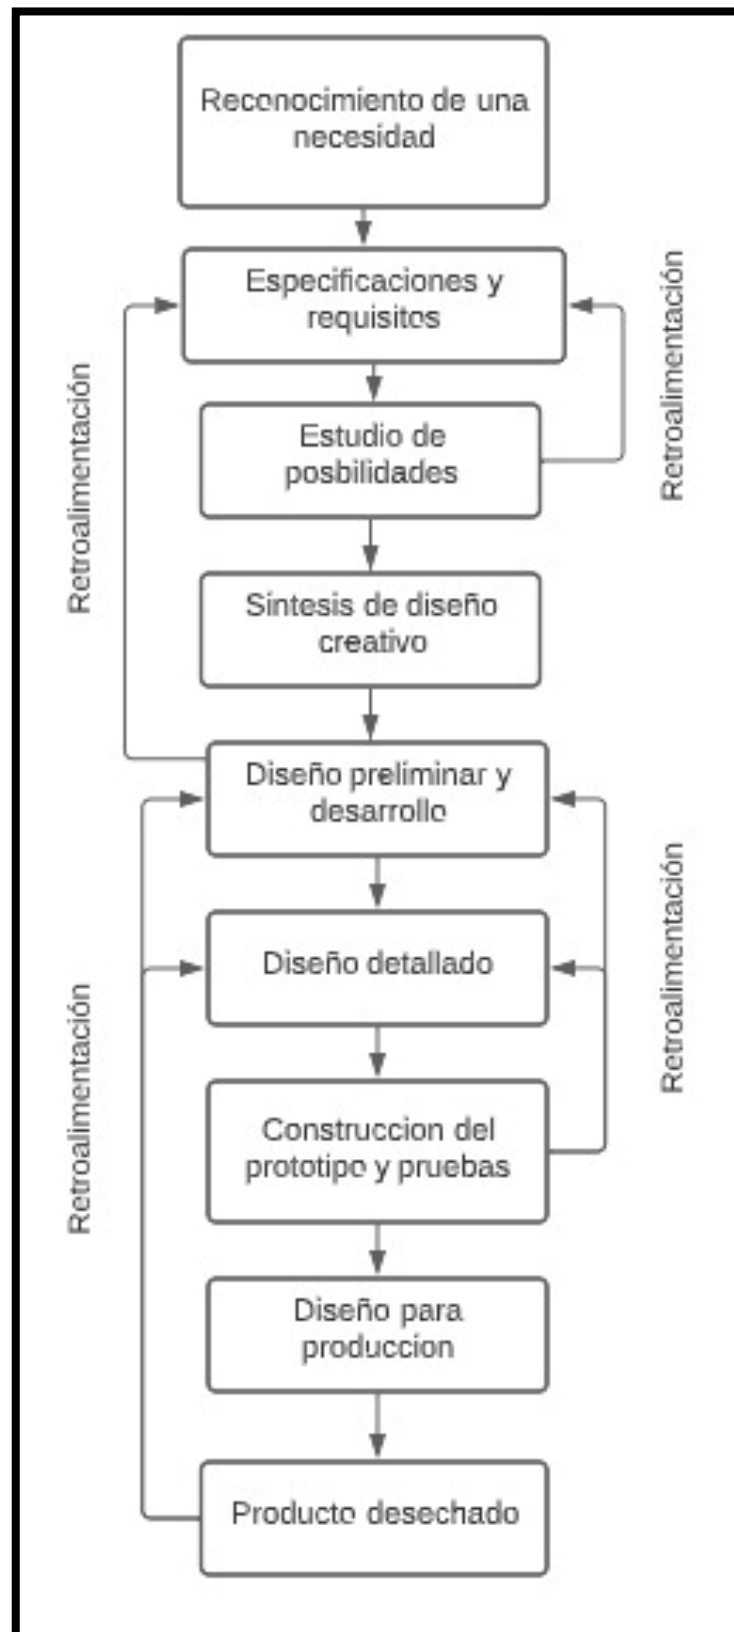 Reconocimiento de una
necesidad
Especificaciones y
requisitos
Retroalimentación
Retroalimentación
Estudio de
posbilidades
Sintesis de diseño
creativo
Diseño preliminar y
desarrollo
Retroalimentación
Diseño detallado
Retroalimentación
Construccion del
prototipo y pruebas
Diseño para
produccion
Producto desechado